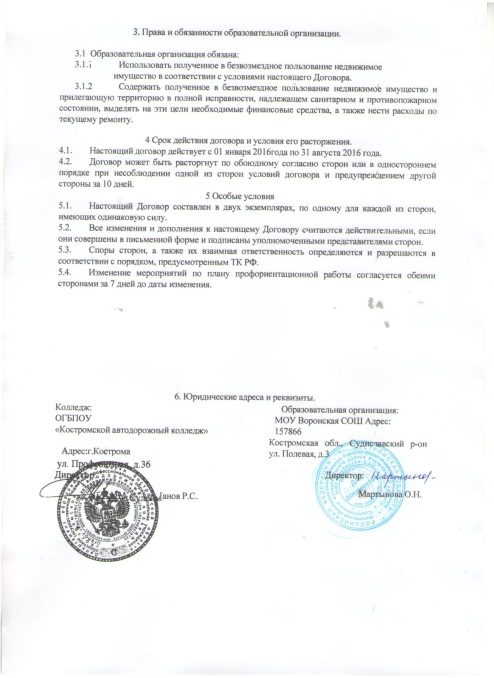 3. Права и обязанности образовательной организации.
3.1 Образовательная организация обязана:
3.1.1 Использовать полученное в безвозмездное пользование недвижимое
имущество в соответствии с условиями настоящего Договора.
3.1.2 Содержать полученное в безвозмездное пользование недвижимое имущество и
прилегающую территорию в полной исправности, надлежащем санитарном и противопожарном
состоянии, выделять на эти цели необходимые финансовые средства, а также нести расходы по
текущему ремонту.
4 Срок действия договора и условия его расторжения.
4.1. Настоящий договор действует с 01 января 2016года по 31 августа 2016 года.
4.2. Договор может быть расторгнут по обоюдному согласию сторон или в одностороннем
порядке при несоблюдении одной из сторон условий договора и предупреждением другой
стороны за 10 дней.
5 Особые условия
5.1. Настоящий Договор составлен в двух экземплярах, по одному для каждой из сторон,
имеющих одинаковую силу.
5.2. Все изменения и дополнения к настоящему Договору считаются действительными, если
они совершены в письменной форме и подписаны уполномоченными представителями сторон.
5.3. Споры сторон, а также их взаимная ответственность определяются и разрешаются в
соответствии с порядком, предусмотренным ТК РФ.
5.4. Изменение мероприятий по плану профориентационной работы согласуется обеими
сторонами за 7 дней до даты изменения.
6. Юридические адреса и реквизиты.
Колледж:
ОГБПОУ
«Костромской автодорожный колледж»
Адрес:г.Кострома
ул. д.36
Директор
Р.С.
Образовательная организация:
МОУ Воронская СОШ Адрес:
157866
Костромская обл., Судиславский р-он
ул. Полевая, д.3
Директор: Мартынова
Мартынова О.Н.